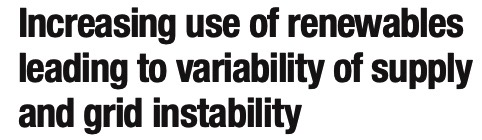 Increasing use of renewables
leading to variability of supply
and grid instability